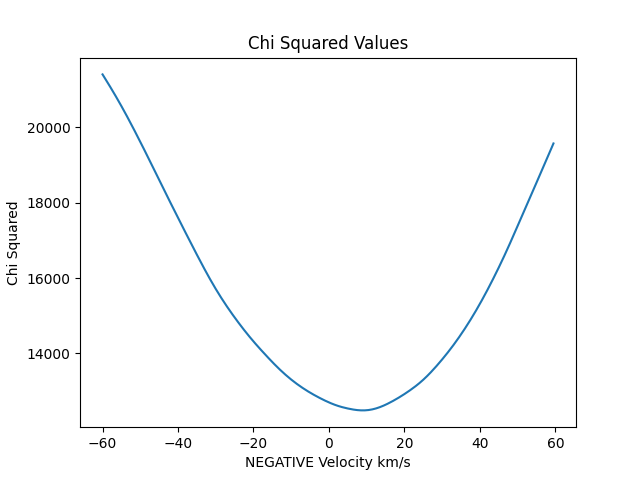 Chi Squared Values
Chi Squared
20000
18000
16000
14000
−60 −40 −20 0 20 40 60
NEGATIVE Velocity km/s